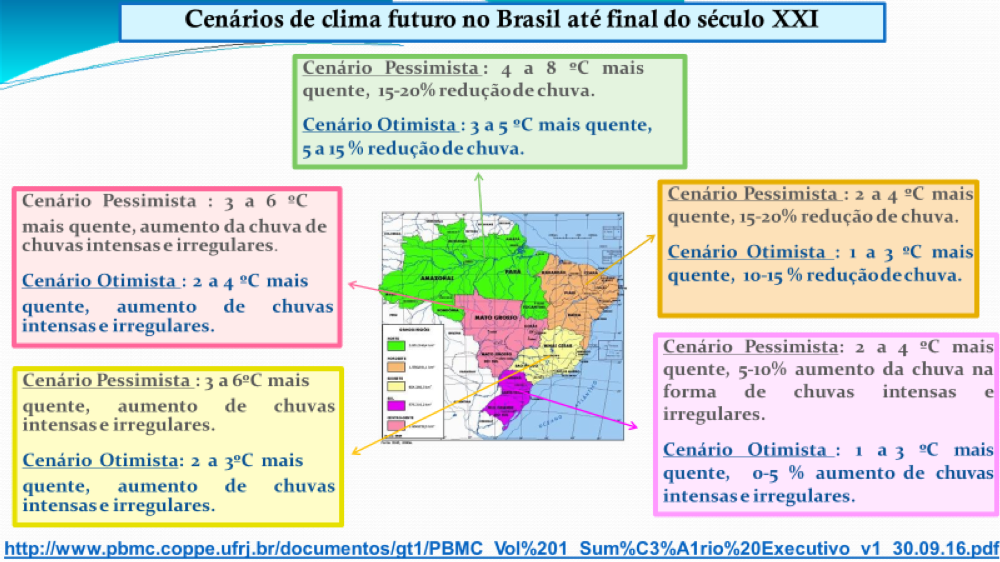 Cenários de clima futuro no Brasil até final do século XXI
Cenário Pessimista : 4 a 8 ºC mais
quente, 15-20% redução de chuva.
Cenário Otimista : 3 a 5 ºC mais quente,
5 a 15 % redução de chuva.
Cenário Pessimista : 3 a 6 ºC
mais quente, aumento da chuva de
chuvas intensas e irregulares.
Cenário Otimista : 2 a 4 ºC mais
quente, aumento de chuvas
intensas e irregulares.
Cenário Pessimista : 2 a 4 ºC mais
quente, 15-20% redução de chuva.
Cenário Otimista : 1 a 3 ºC mais
quente, 10-15 % redução de chuva.
AMAZONAS
PARÁ
MATO GROSSO
MINAS GERAIS
MATO GROSSO
BAHIA
OCEANO
ATLÂNTICO
Cenário Pessimista : 3 a 6ºC mais
quente, aumento de chuvas
intensas e irregulares.
Cenário Otimista: 2 a 3ºC mais
quente, aumento de chuvas
intensas e irregulares.
Cenário Pessimista: 2 a 4 ºC mais
quente, 5-10% aumento da chuva na
forma de chuvas intensas e
irregulares.
Cenário Otimista : 1 a 3 ºC mais
quente, 0-5 % aumento de chuvas
intensas e irregulares.
http://www.pbmc.coppe.ufrj.br/documentos/gt1/PBMC_Vol%201_Sum%C3%A1rio%20Executivo_v1_30.09.16.pdf